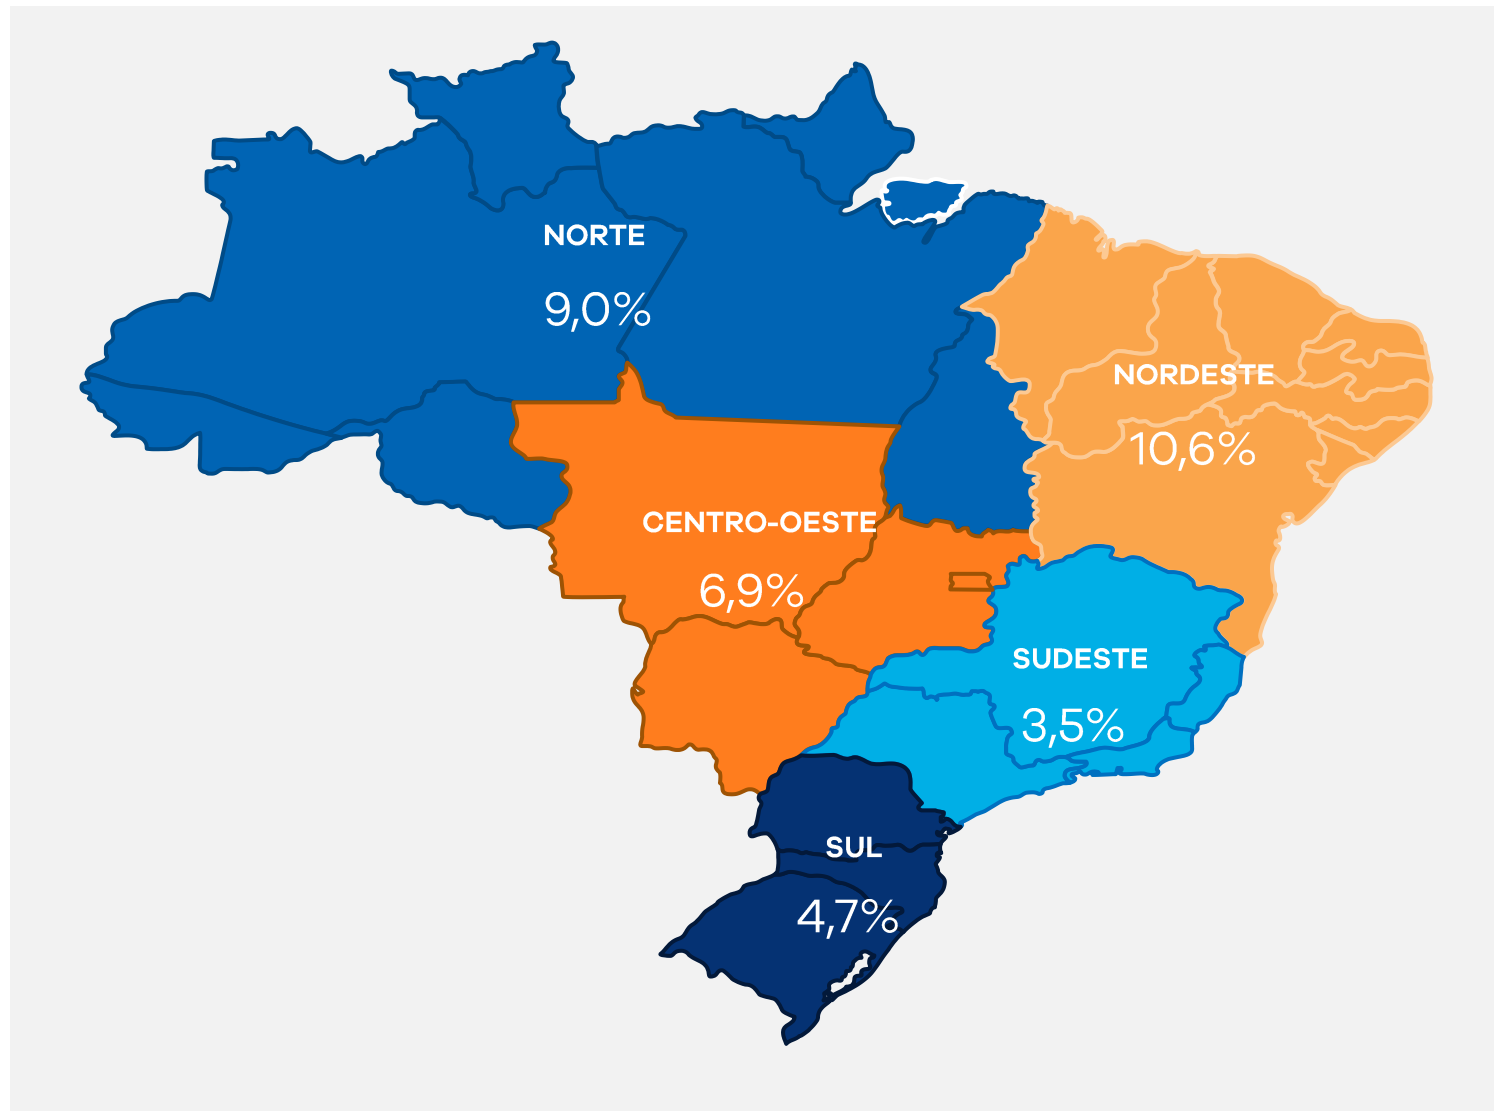 NORTE
9,0%
NORDESTE
10,6%
CENTRO-OESTE
6,9%
SUDESTE
3,5%
SUL
4,7%